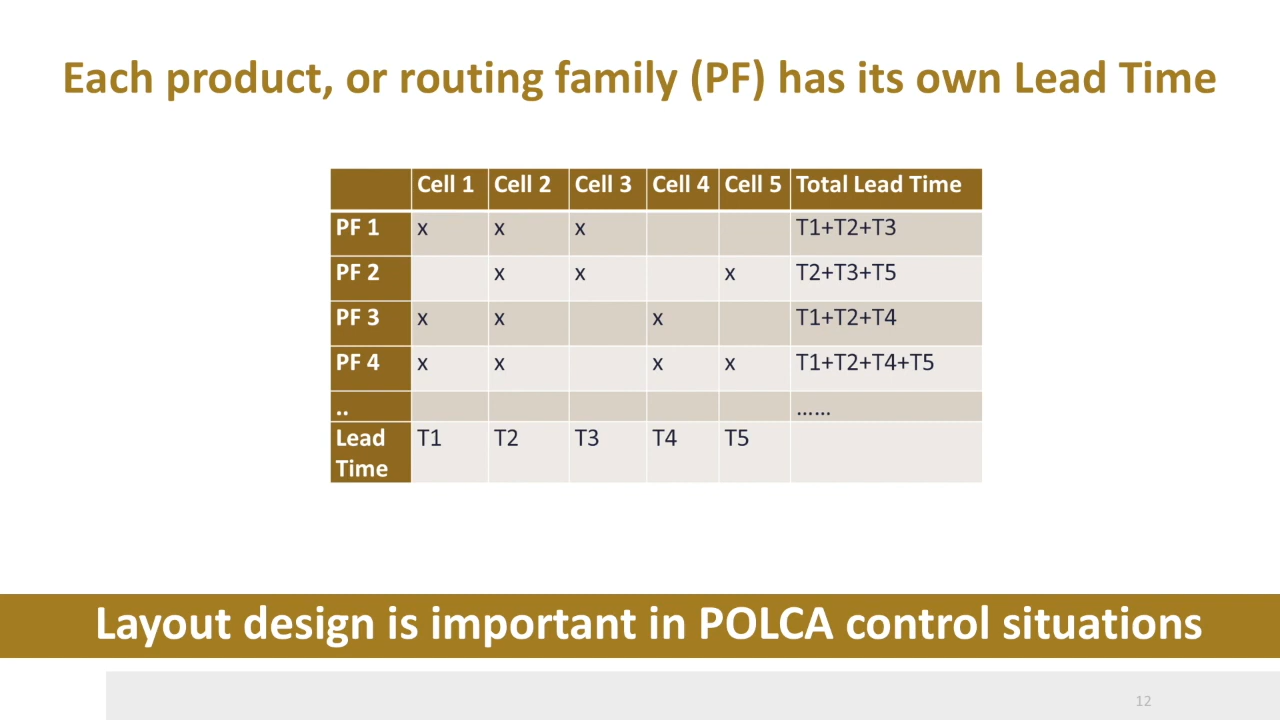 Each product, or routing family (PF) has its own Lead Time
Cell 1 Cell 2 Cell 3 Cell 4 Cell 5 Total Lead Time
PF 1 x x x T1+T2+T3
PF 2 x x x T2+T3+T5
PF 3 x x x T1+T2+T4
PF 4 x x x x T1+T2+T4+T5
.. ......
Lead Time T1 T2 T3 T4 T5
Layout design is important in POLCA control situations
12